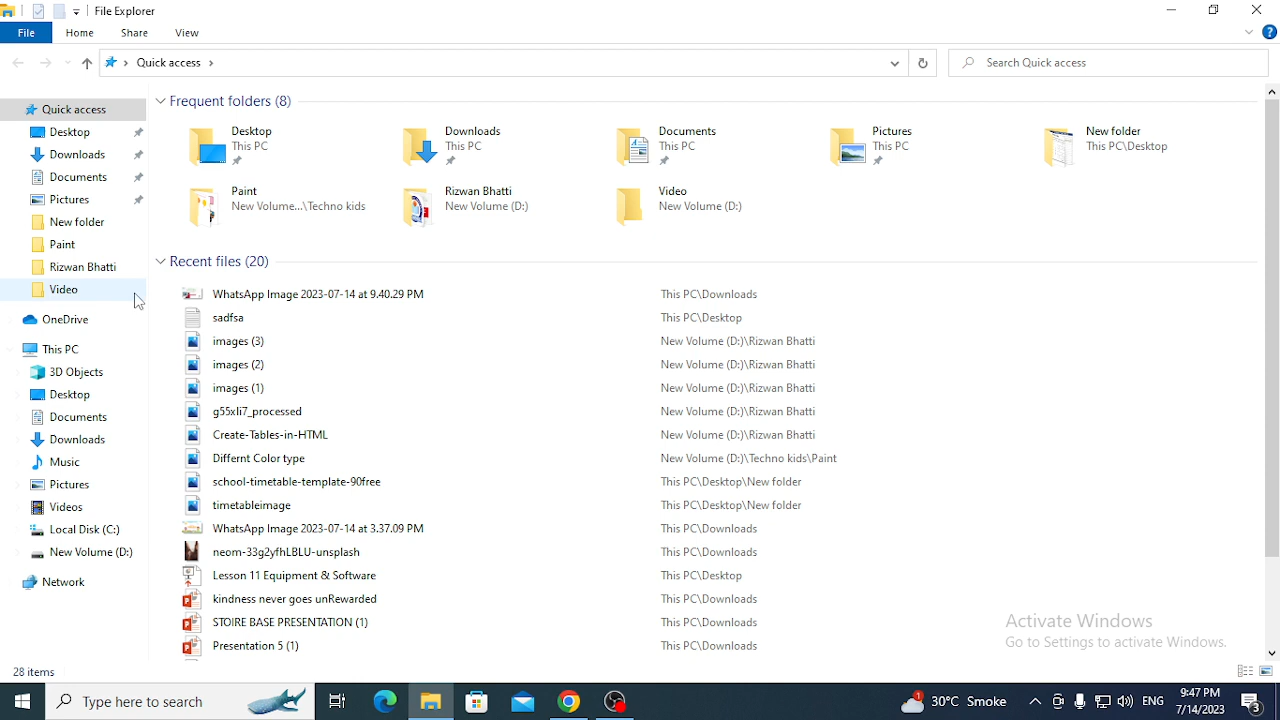 File Explorer
File Home Share View
Quick access
Search Quick access
Quick access
Desktop
Downloads
Documents
Pictures
New folder
Paint
Rizwan Bhatti
Video
OneDrive
This PC
3D Objects
Desktop
Documents
Downloads
Music
Pictures
Videos
Local Disk (C:)
New Volume (D:)
Network
Frequent folders (8)
Desktop
This PC
Downloads
This PC
Documents
This PC
Pictures
This PC
New folder
This PC\Desktop
Paint
New Volume...\Techno kids
Rizwan Bhatti
New Volume (D:)
Video
New Volume (D:)
Recent files (20)
WhatsApp Image 2023-07-14 at 9.40.29 PM This PC\Downloads
sadfsa This PC\Desktop
images (3) New Volume (D:)\Rizwan Bhatti
images (2) New Volume (D:)\Rizwan Bhatti
images (1) New Volume (D:)\Rizwan Bhatti
g55xli7_processed New Volume (D:)\Rizwan Bhatti
Create-Tables-in-HTML New Volume (D:)\Rizwan Bhatti
Differnt Color type New Volume (D:)\Techno kids\Paint
school-timetable-template-90free This PC\Desktop\New folder
timetableimage This PC\Desktop\New folder
WhatsApp Image 2023-07-14 at 3.37.09 PM This PC\Downloads
neom-33g2yfhLBLU-unsplash This PC\Downloads
Lesson 11 Equipment & Software This PC\Desktop
kindness never goes unRewarded This PC\Downloads
STOIRE BASE PRESENTATION (1) This PC\Downloads
Presentation 5 (1) This PC\Downloads
Activate Windows
Go to Settings to activate Windows.
28 items
Type here to search
1
30°C Smoke
ENG
9:47 PM
7/14/2023
3